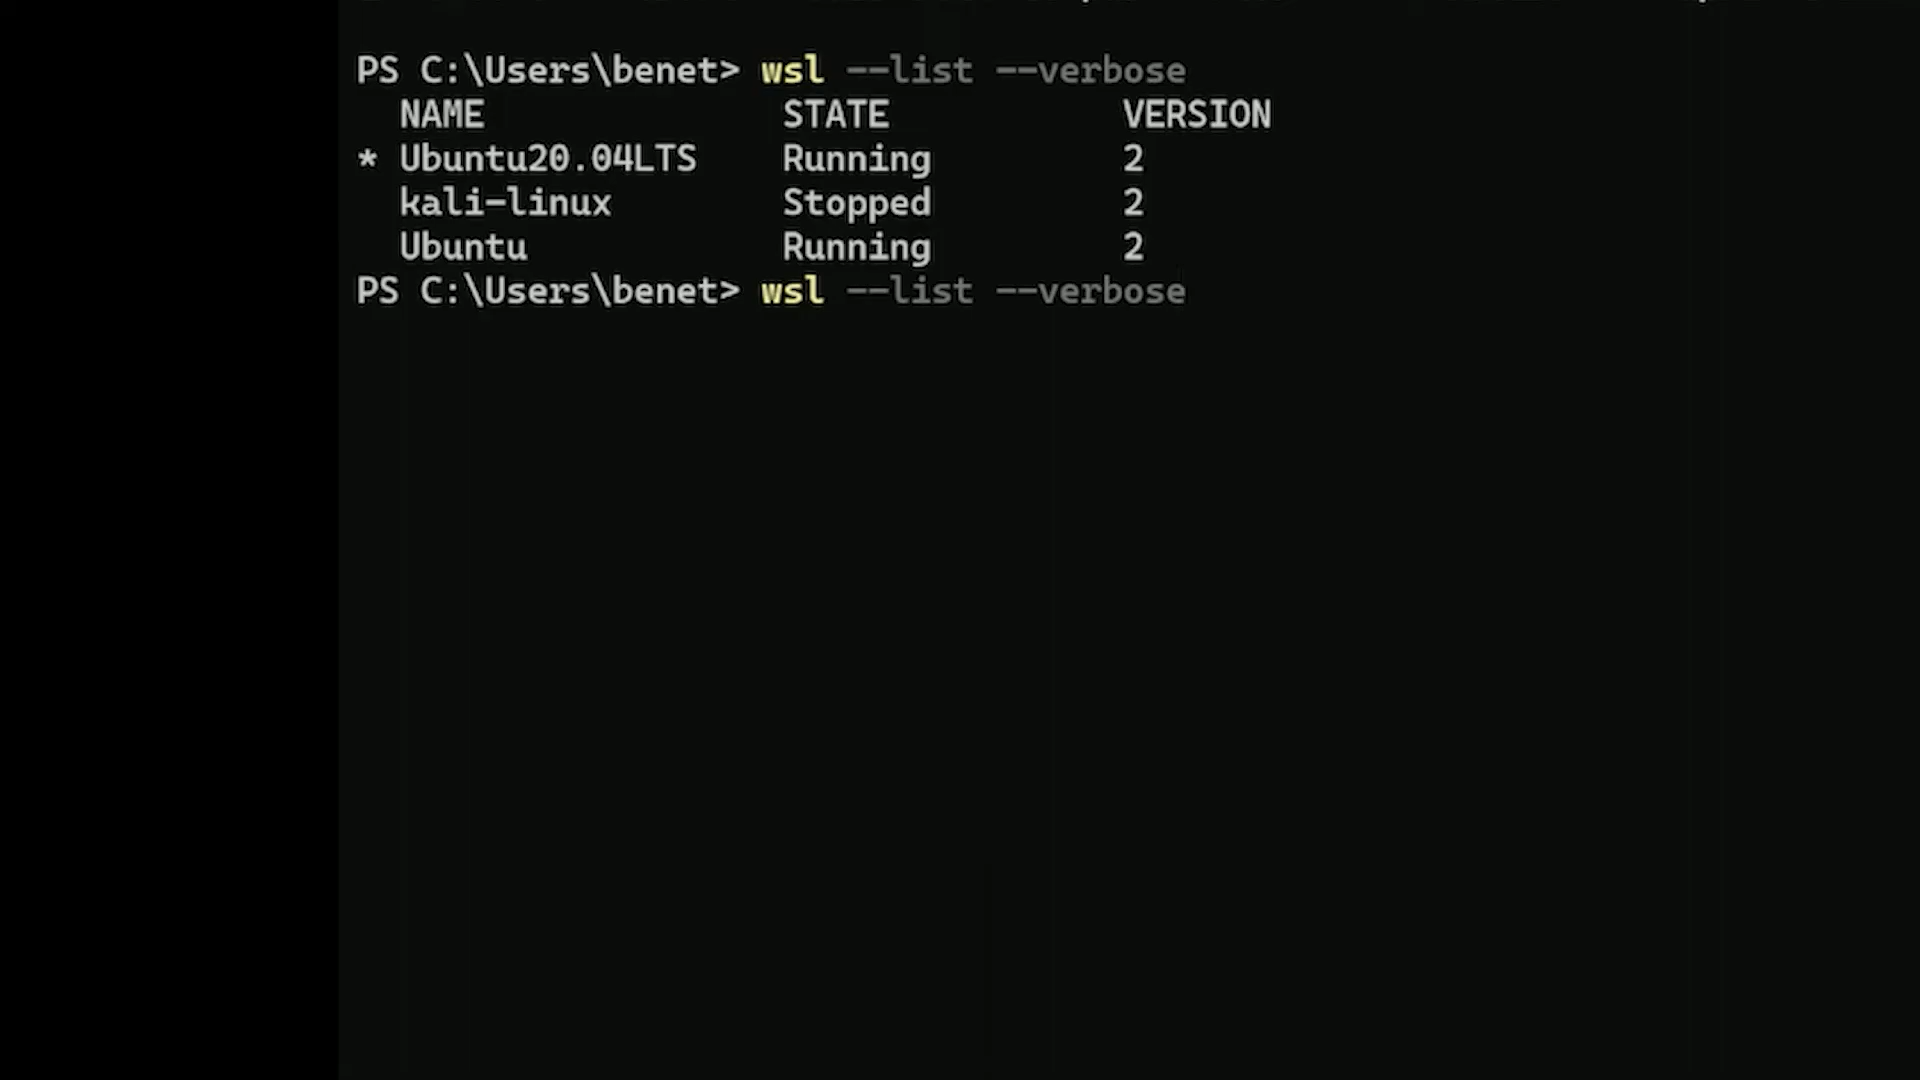 PS C:\Users\benet> wsl --list --verbose
  NAME              STATE           VERSION
* Ubuntu20.04LTS    Running         2
  kali-linux        Stopped         2
  Ubuntu            Running         2
PS C:\Users\benet> wsl --list --verbose